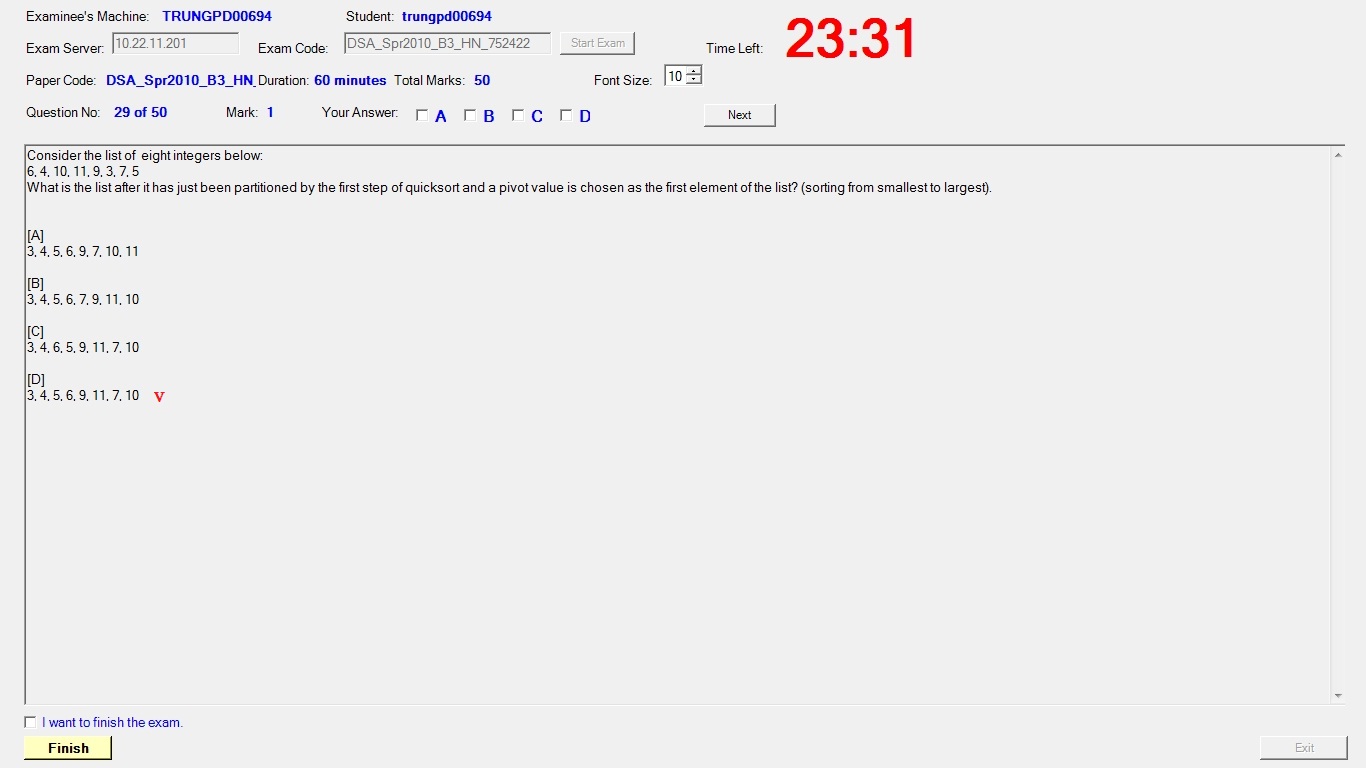 Examinee's Machine: TRUNGPD00694 Student: trungpd00694
Exam Server: 10.22.11.201 Exam Code: DSA_Spr2010_B3_HN_752422 Start Exam Time Left: 23:31
Paper Code: DSA_Spr2010_B3_HN_ Duration: 60 minutes Total Marks: 50 Font Size: 10
Question No: 29 of 50 Mark: 1 Your Answer: A B C D Next
Consider the list of eight integers below:
6, 4, 10, 11, 9, 3, 7, 5
What is the list after it has just been partitioned by the first step of quicksort and a pivot value is chosen as the first element of the list? (sorting from smallest to largest).
[A]
3, 4, 5, 6, 9, 7, 10, 11
[B]
3, 4, 5, 6, 7, 9, 11, 10
[C]
3, 4, 6, 5, 9, 11, 7, 10
[D]
3, 4, 5, 6, 9, 11, 7, 10 v
I want to finish the exam.
Finish Exit